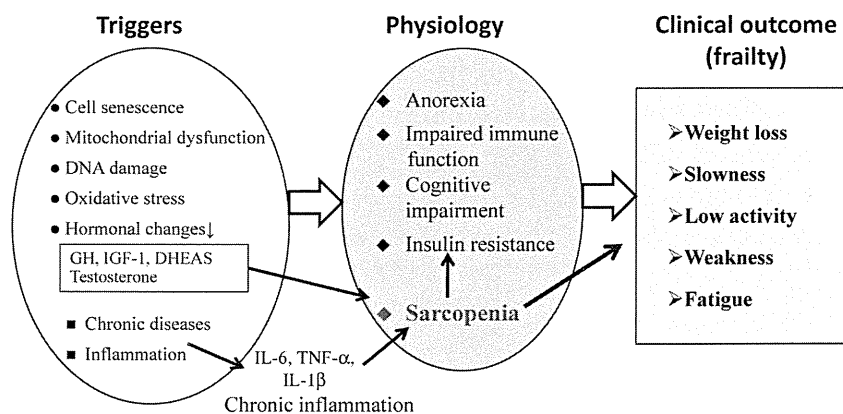 Triggers
Cell senescence
Mitochondrial dysfunction
DNA damage
Oxidative stress
Hormonal changes↓
GH, IGF-1, DHEAS
Testosterone
Chronic diseases
Inflammation
IL-6, TNF-α,
IL-1β
Chronic inflammation
Physiology
Anorexia
Impaired immune
function
Cognitive
impairment
Insulin resistance
Sarcopenia
Clinical outcome
(frailty)
Weight loss
Slowness
Low activity
Weakness
Fatigue